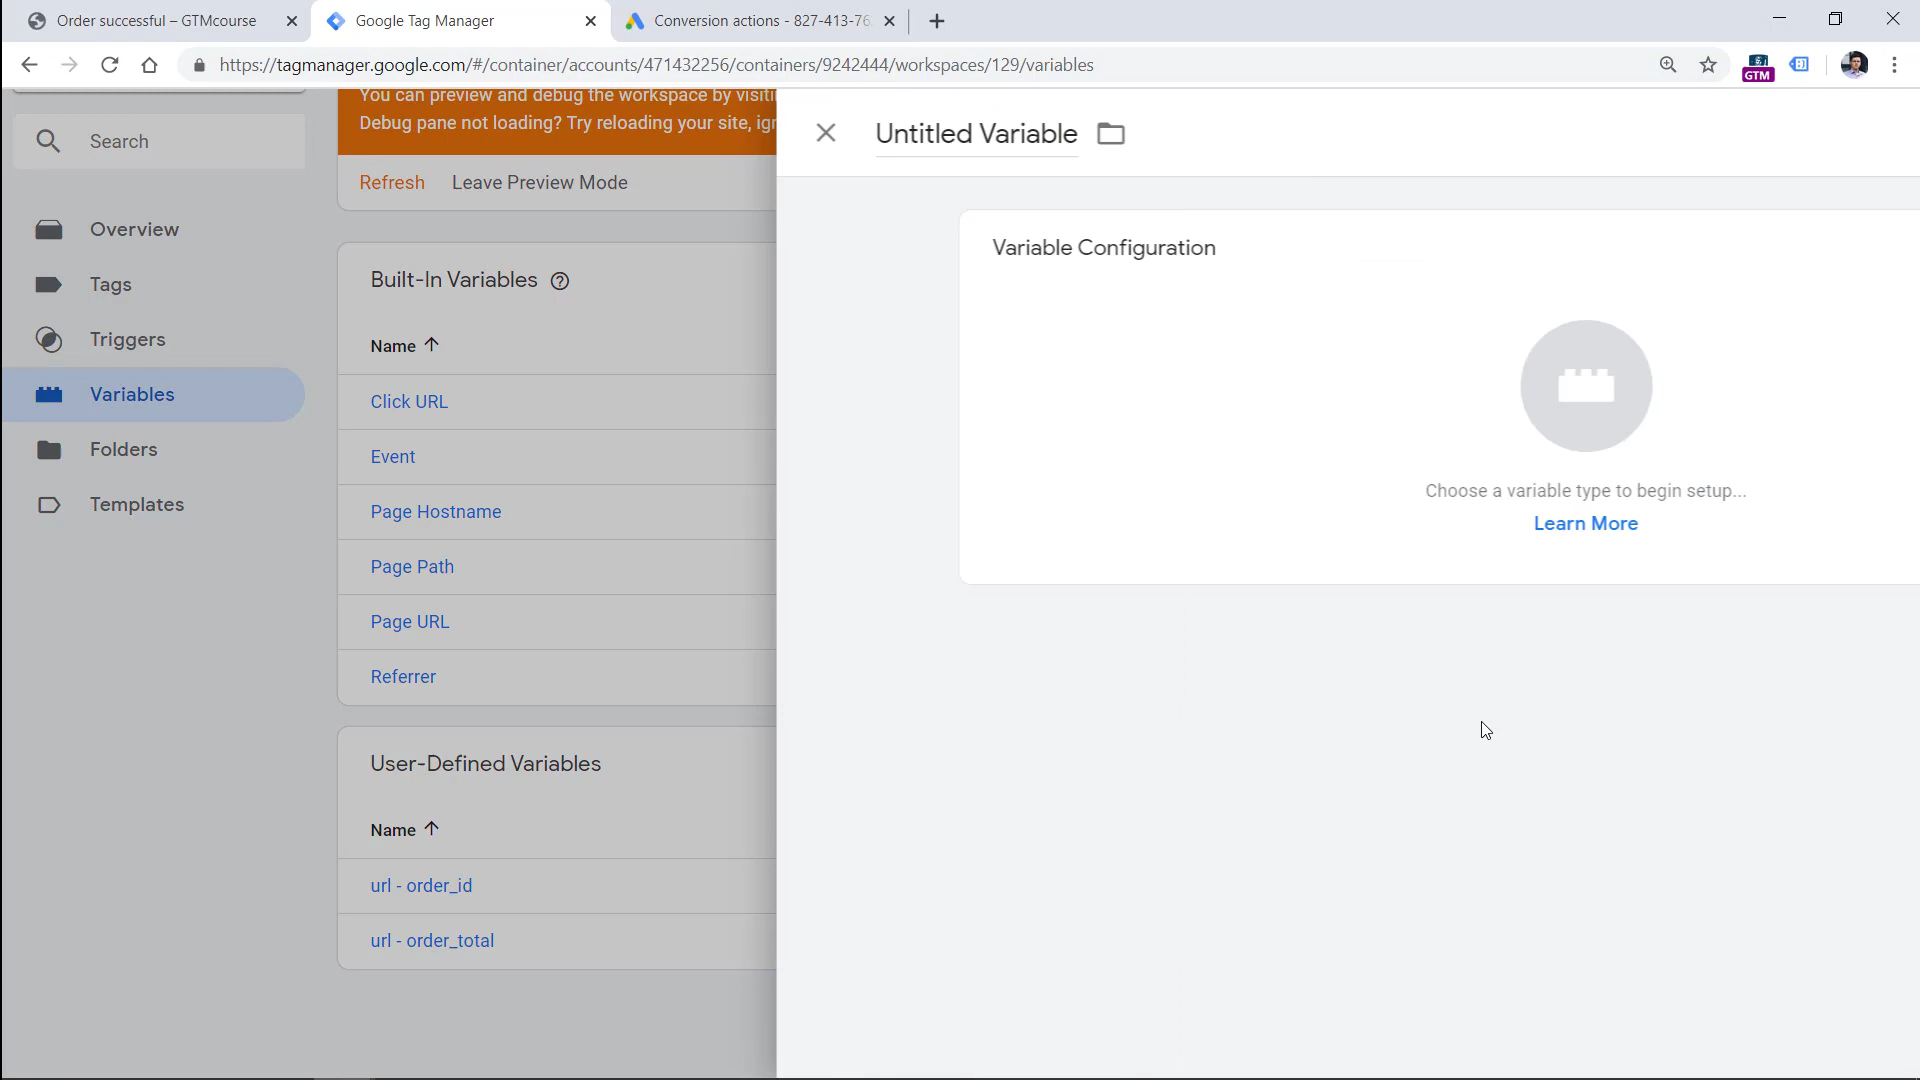 Order successful – GTMcourse
Google Tag Manager
Conversion actions - 827-413-76
https://tagmanager.google.com/#/container/accounts/471432256/containers/9242444/workspaces/129/variables
GTM
You can preview and debug the workspace by visiti
Debug pane not loading? Try reloading your site, ig
Refresh
Leave Preview Mode
Search
Overview
Tags
Triggers
Variables
Folders
Templates
Built-In Variables
Name
Click URL
Event
Page Hostname
Page Path
Page URL
Referrer
User-Defined Variables
Name
url - order_id
url - order_total
Untitled Variable
Variable Configuration
Choose a variable type to begin setup...
Learn More